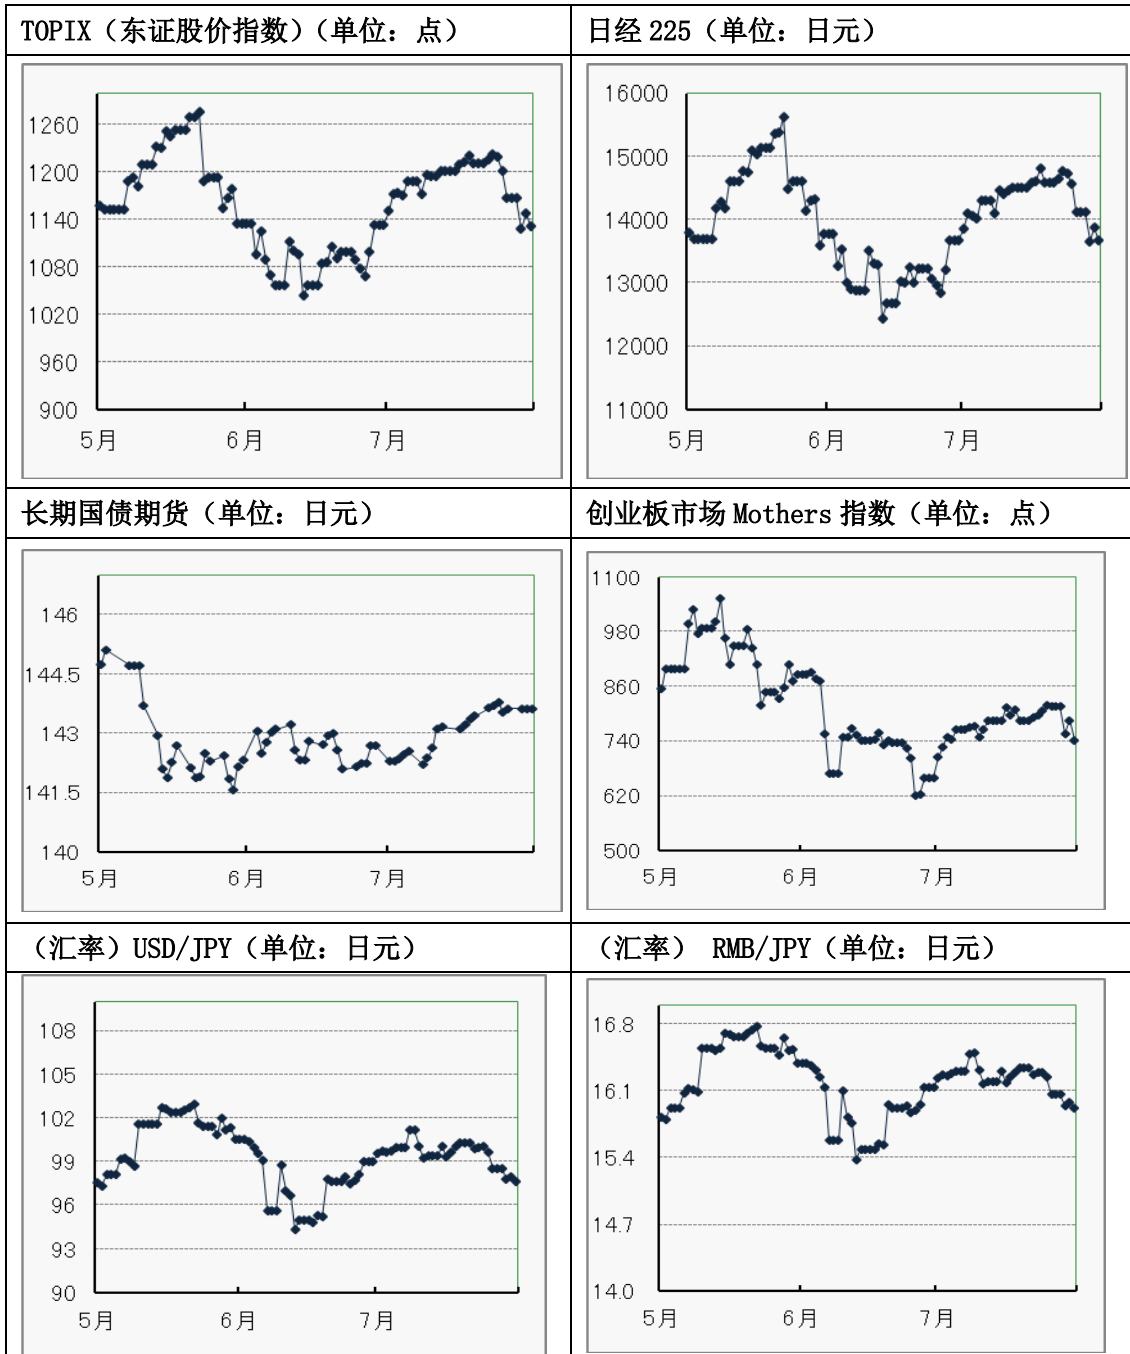 TOPIX（东证股价指数）（单位：点）
日经 225（单位：日元）
1260
1200
1140
1080
1020
960
900
5月
6月
7月
16000
15000
14000
13000
12000
11000
5月
6月
7月
长期国债期货（单位：日元）
创业板市场 Mothers 指数（单位：点）
146
144.5
143
141.5
140
5月
6月
7月
1100
980
860
740
620
500
5月
6月
7月
（汇率）USD/JPY（单位：日元）
（汇率） RMB/JPY（单位：日元）
108
105
102
99
96
93
90
5月
6月
7月
16.8
16.1
15.4
14.7
14.0
5月
6月
7月